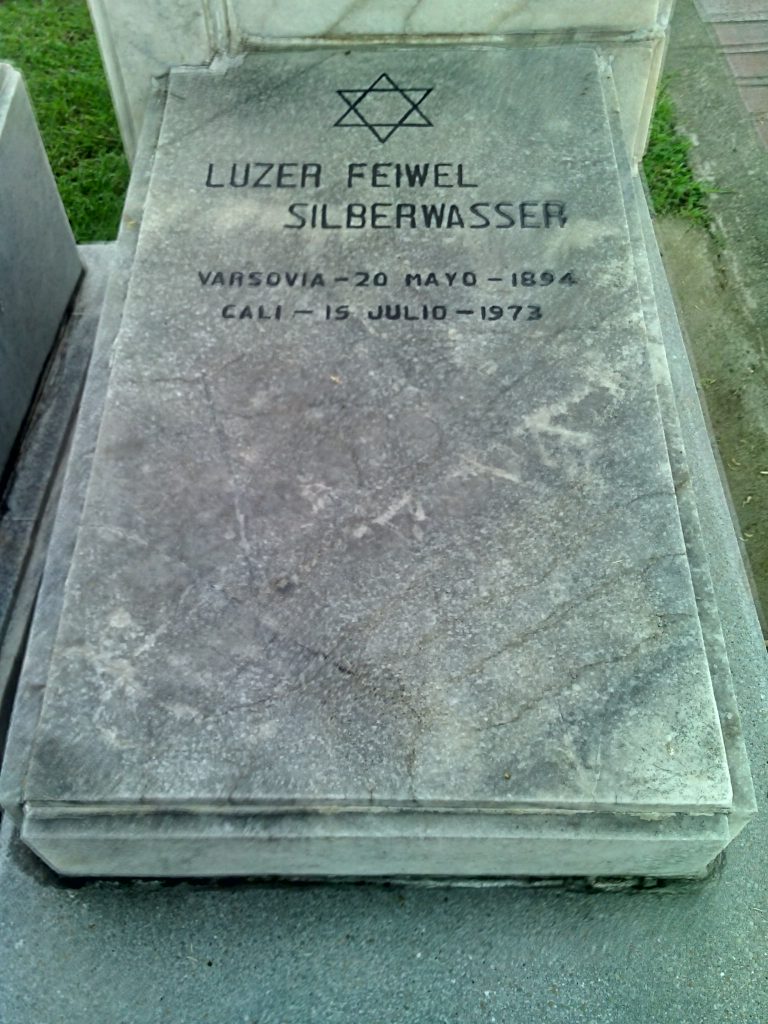 LUZER FEIWEL
SILBERWASSER
VARSOVIA - 20 MAYO - 1894
CALI - 15 JULIO - 1973